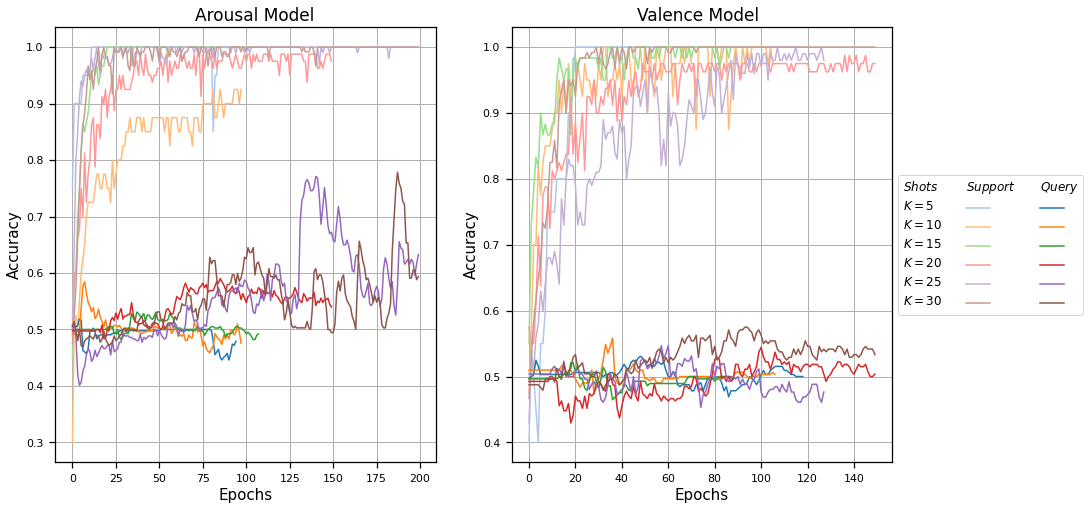 Arousal Model
Accuracy
1.0
0.9
0.8
0.7
0.6
0.5
0.4
0.3
0 25 50 75 100 125 150 175 200
Epochs
Valence Model
Accuracy
1.0
0.9
0.8
0.7
0.6
0.5
0.4
0 20 40 60 80 100 120 140
Epochs
Shots Support Query
K = 5
K = 10
K = 15
K = 20
K = 25
K = 30